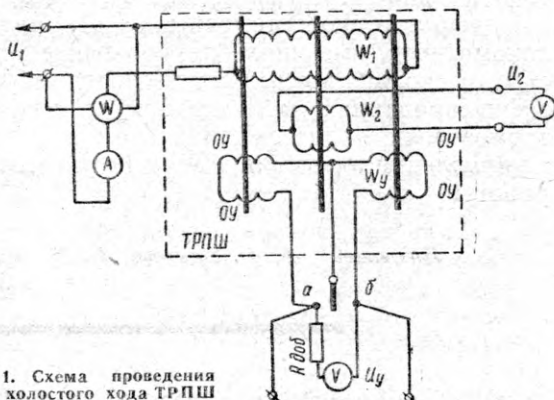 U₁
W₁
U₂
W
W₂
V
A
ОУ
ОУ
Wу
ОУ
ОУ
ТРПШ
а
б
R доб
V
Uу
1. Схема проведения
холостого хода ТРПШ